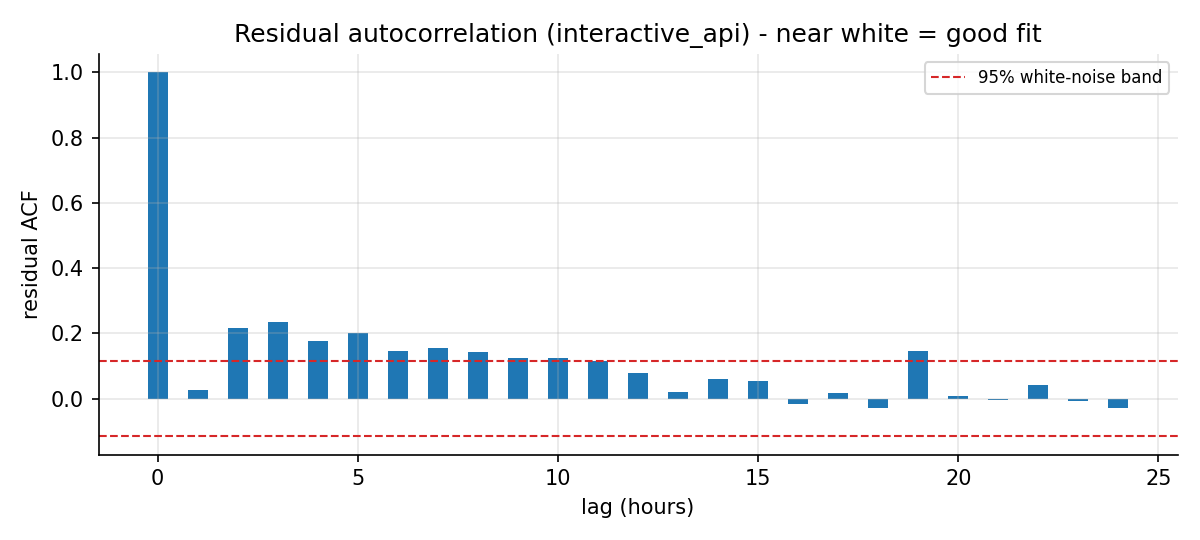 Residual autocorrelation (interactive_api) - near white = good fit
95% white-noise band
residual ACF
1.0
0.8
0.6
0.4
0.2
0.0
0 5 10 15 20 25
lag (hours)